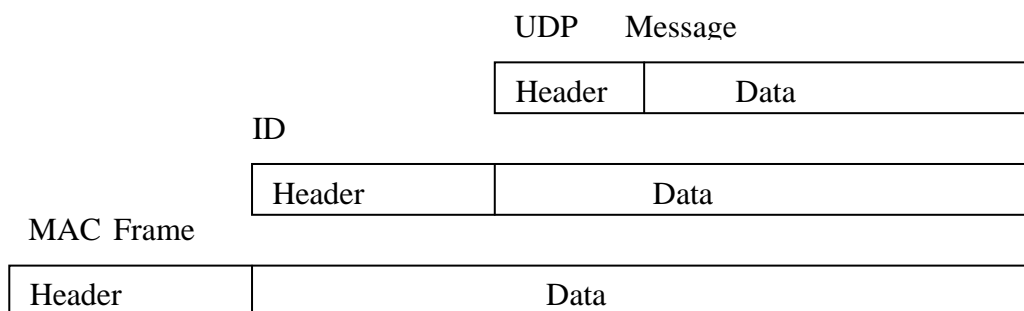 UDP Message
Header Data
ID
Header Data
MAC Frame
Header Data